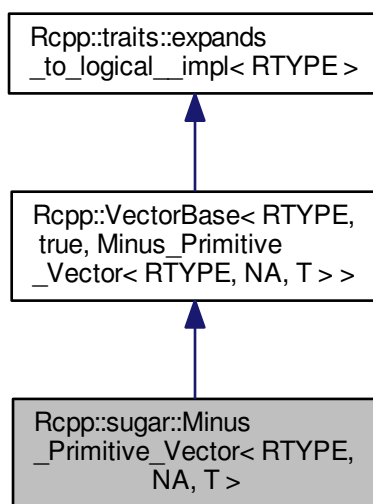 Rcpp::traits::expands
_to_logical__impl< RTYPE >
Rcpp::VectorBase< RTYPE,
true, Minus_Primitive
_Vector< RTYPE, NA, T > >
Rcpp::sugar::Minus
_Primitive_Vector< RTYPE,
NA, T >